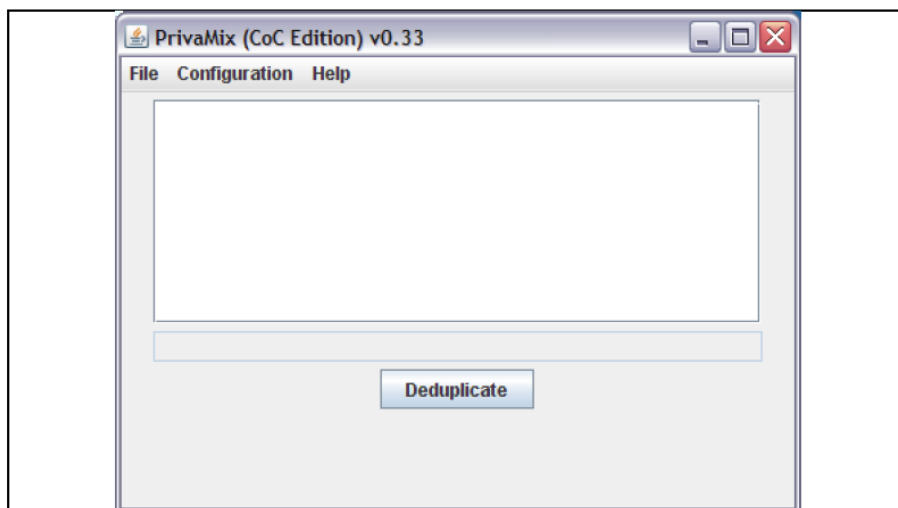 PrivaMix (CoC Edition) v0.33
File Configuration Help
Deduplicate